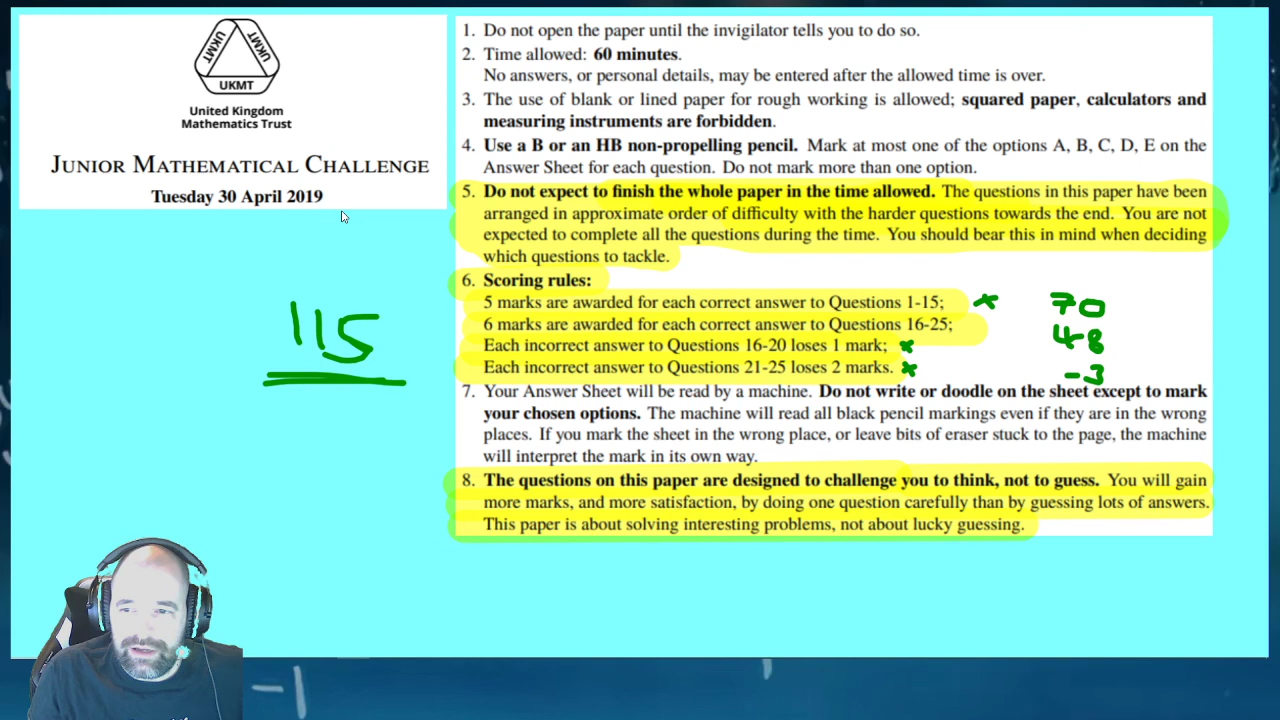 UKMT
UKMT
UKMT
United Kingdom
Mathematics Trust
JUNIOR MATHEMATICAL CHALLENGE
Tuesday 30 April 2019
115
1. Do not open the paper until the invigilator tells you to do so.
2. Time allowed: 60 minutes.
No answers, or personal details, may be entered after the allowed time is over.
3. The use of blank or lined paper for rough working is allowed; squared paper, calculators and
measuring instruments are forbidden.
4. Use a B or an HB non-propelling pencil. Mark at most one of the options A, B, C, D, E on the
Answer Sheet for each question. Do not mark more than one option.
5. Do not expect to finish the whole paper in the time allowed. The questions in this paper have been
arranged in approximate order of difficulty with the harder questions towards the end. You are not
expected to complete all the questions during the time. You should bear this in mind when deciding
which questions to tackle.
6. Scoring rules:
5 marks are awarded for each correct answer to Questions 1-15; 70
6 marks are awarded for each correct answer to Questions 16-25; 48
Each incorrect answer to Questions 16-20 loses 1 mark;
Each incorrect answer to Questions 21-25 loses 2 marks. -3
7. Your Answer Sheet will be read by a machine. Do not write or doodle on the sheet except to mark
your chosen options. The machine will read all black pencil markings even if they are in the wrong
places. If you mark the sheet in the wrong place, or leave bits of eraser stuck to the page, the machine
will interpret the mark in its own way.
8. The questions on this paper are designed to challenge you to think, not to guess. You will gain
more marks, and more satisfaction, by doing one question carefully than by guessing lots of answers.
This paper is about solving interesting problems, not about lucky guessing.
-1